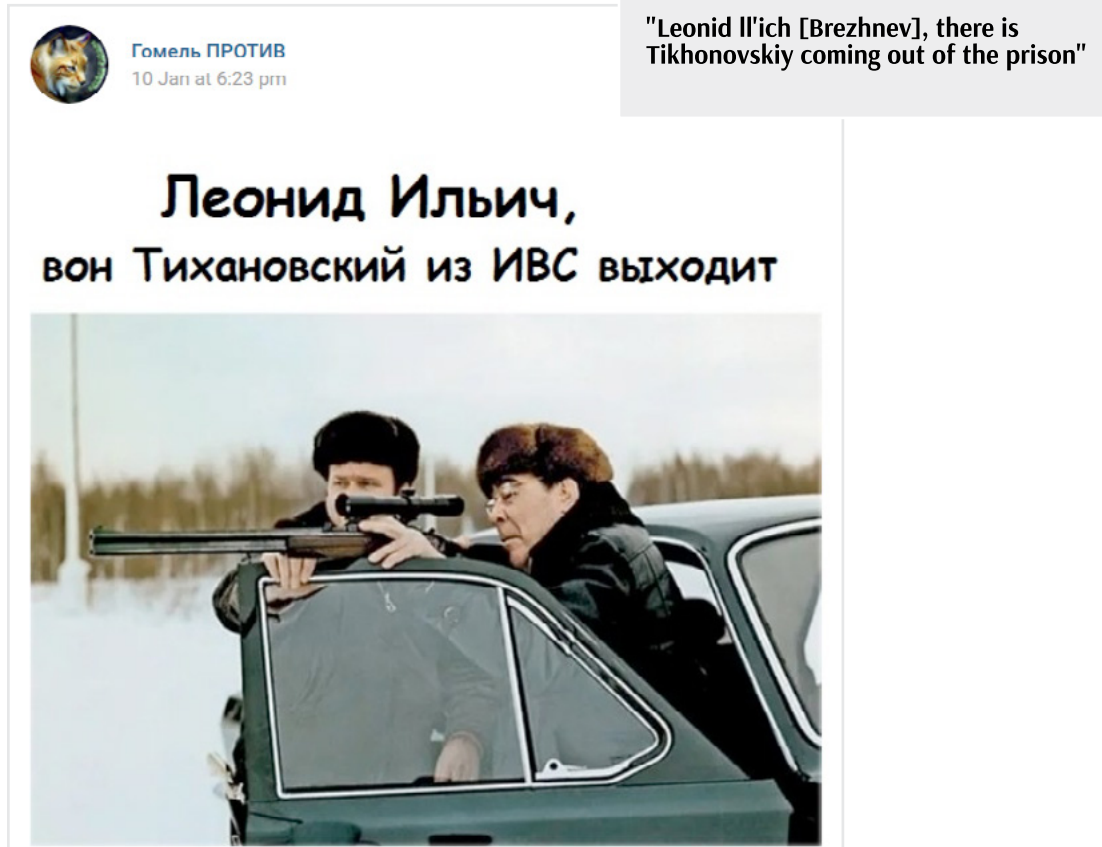 Гомель ПРОТИВ
10 Jan at 6:23 pm
"Leonid Il'ich [Brezhnev], there is
Tikhonovskiy coming out of the prison"
Леонид Ильич,
вон Тихановский из ИВС выходит